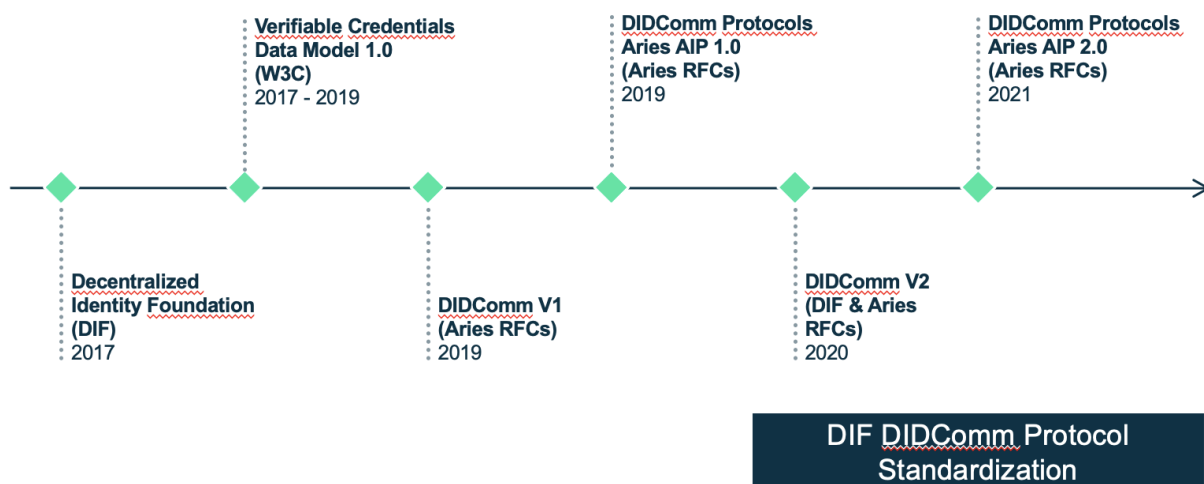 Verifiable Credentials
Data Model 1.0
(W3C)
2017 - 2019
DIDComm Protocols
Aries AIP 1.0
(Aries RFCs)
2019
DIDComm Protocols
Aries AIP 2.0
(Aries RFCs)
2021
Decentralized
Identity Foundation
(DIF)
2017
DIDComm V1
(Aries RFCs)
2019
DIDComm V2
(DIF & Aries
RFCs)
2020
DIF DIDComm Protocol
Standardization